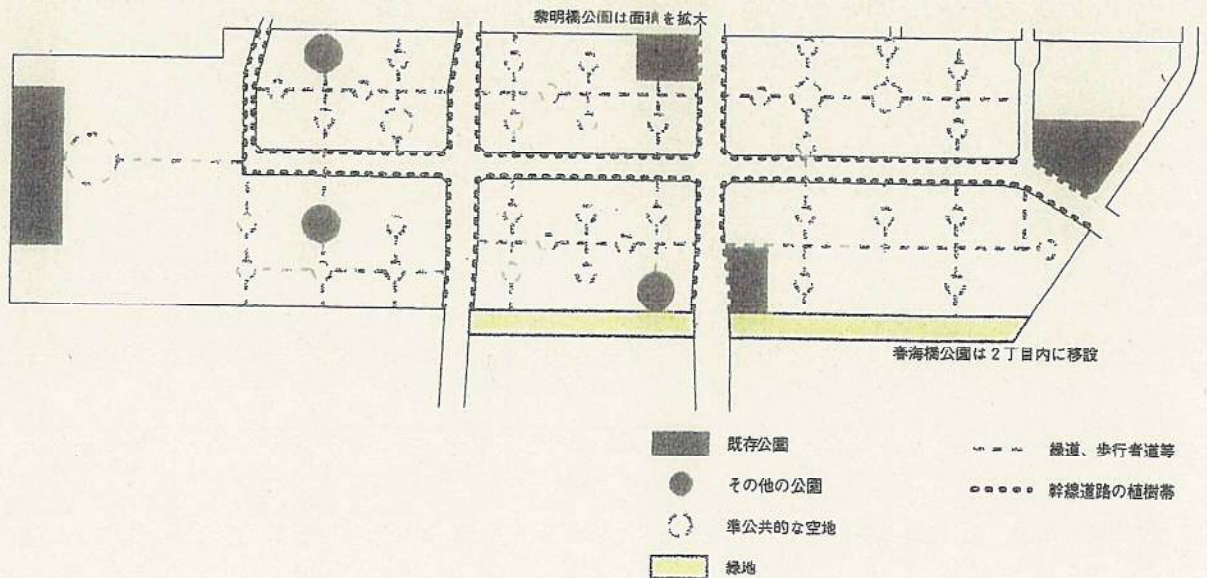 黎明橋公園は面積を拡大
春海橋公園は２丁目内に移設
既存公園
その他の公園
準公共的な空地
緑地
緑道、歩行者道等
幹線道路の植樹帯